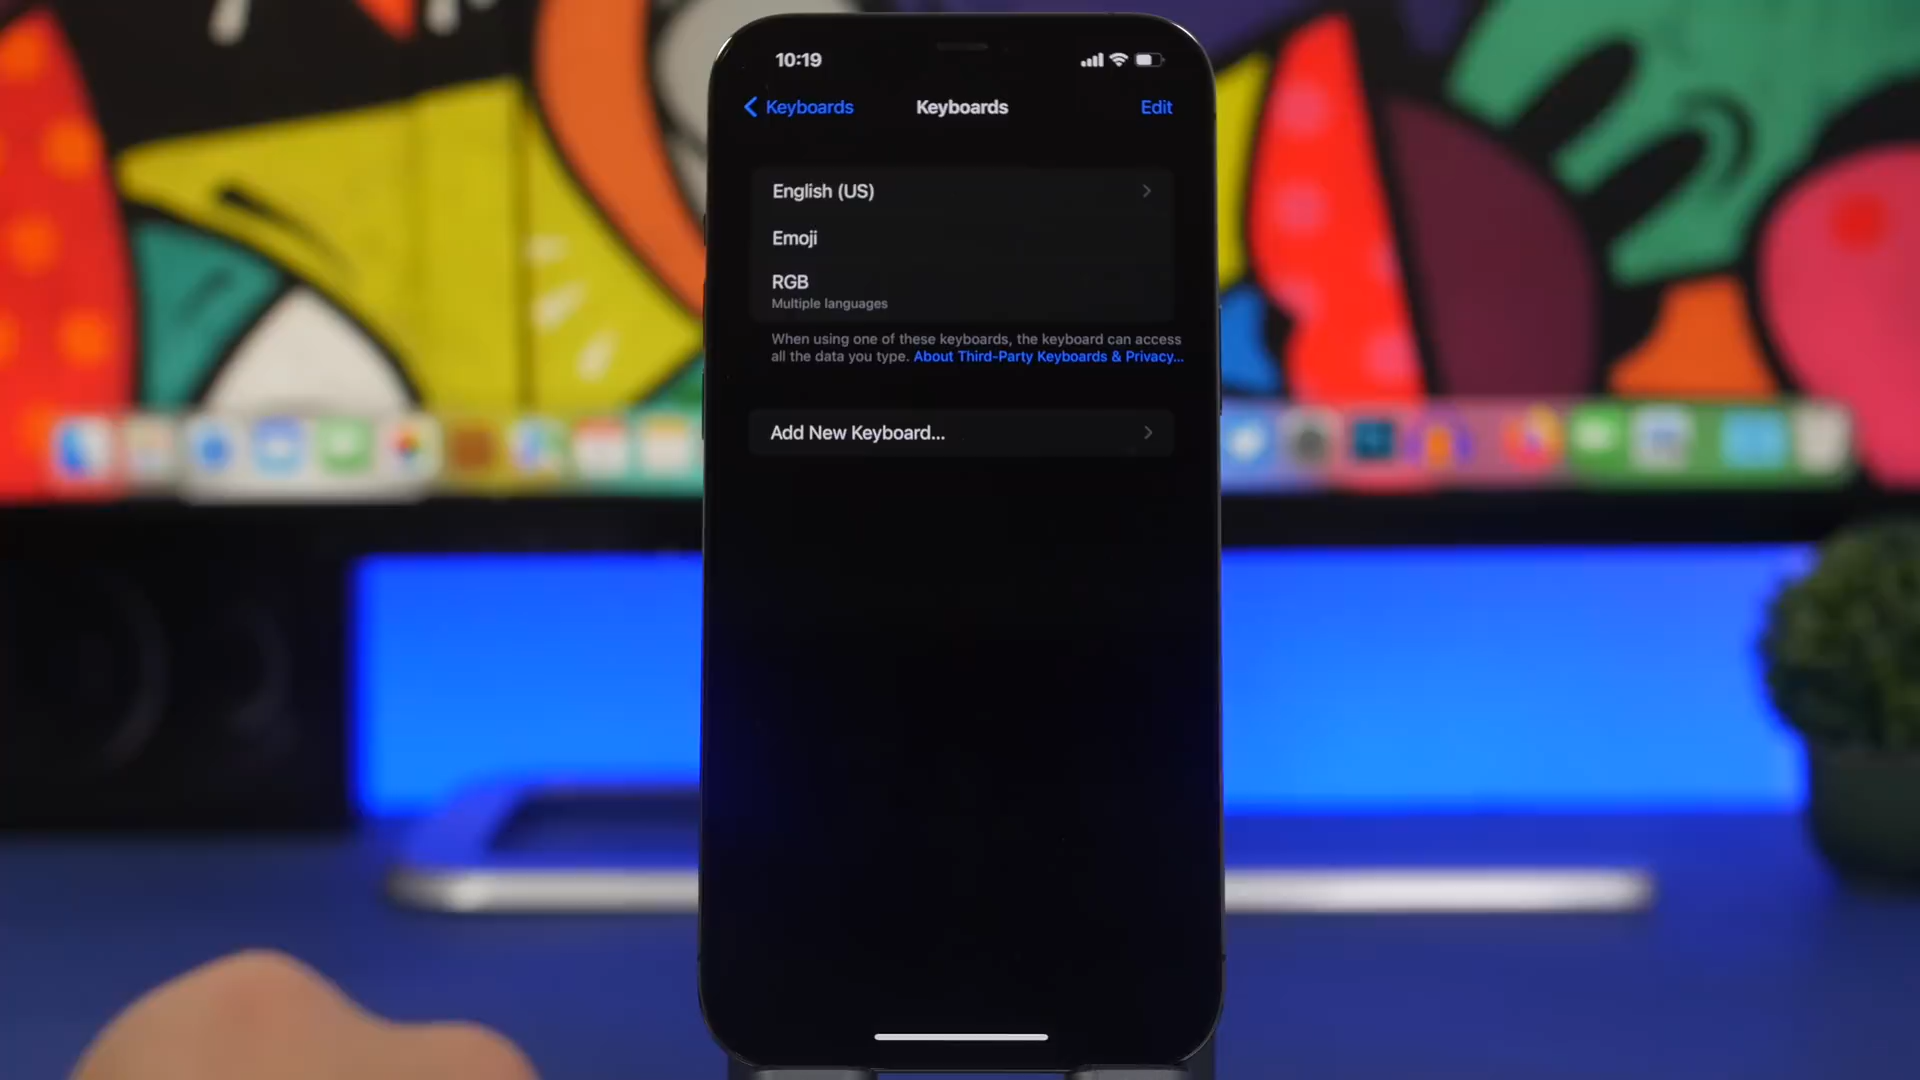 10:19
Keyboards
Keyboards
Edit
English (US)
Emoji
RGB
Multiple languages
When using one of these keyboards, the keyboard can access
all the data you type. About Third-Party Keyboards & Privacy...
Add New Keyboard...